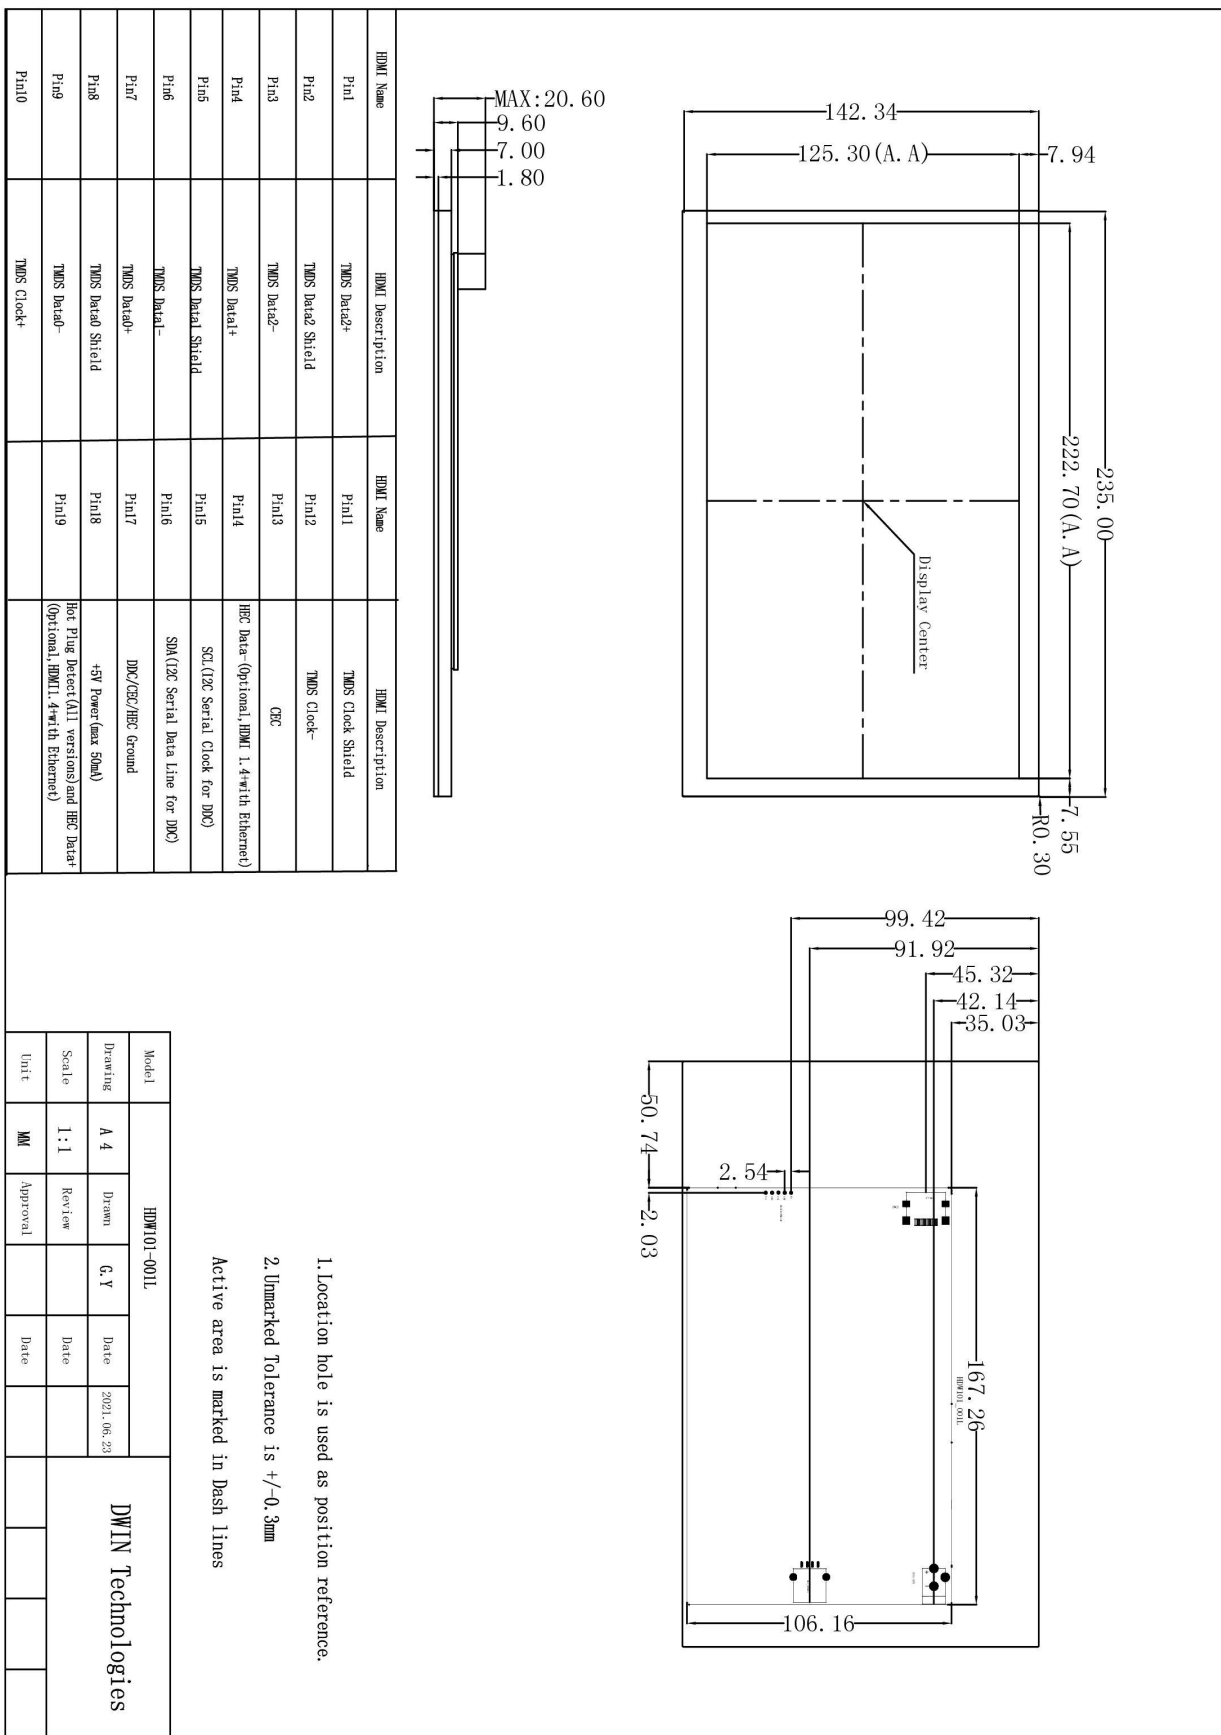 142.34
125.30(A.A)
7.94
235.00
222.70(A.A)
7.55
R0.30
Display Center
MAX:20.60
9.60
7.00
1.80
99.42
91.92
45.32
42.14
35.03
50.74
2.03
2.54
167.26
HDW101_001L
106.16
HDMI Name HDMI Description HDMI Name HDMI Description
Pin1 TMDS Data2+ Pin11 TMDS Clock Shield
Pin2 TMDS Data2 Shield Pin12 TMDS Clock-
Pin3 TMDS Data2- Pin13 CEC
Pin4 TMDS Data1+ Pin14 HEC Data-(Optional,HDMI 1.4+with Ethernet)
Pin5 TMDS Data1 Shield Pin15 SCL(I2C Serial Clock for DDC)
Pin6 TMDS Data1- Pin16 SDA(I2C Serial Data Line for DDC)
Pin7 TMDS Data0+ Pin17 DDC/CEC/HEC Ground
Pin8 TMDS Data0 Shield Pin18 +5V Power(max 50mA)
Pin9 TMDS Data0- Pin19 Hot Plug Detect(All versions)and HEC Data+
(Optional,HDMI1.4+with Ethernet)
Pin10 TMDS Clock+
1.Location hole is used as position reference.
2.Unmarked Tolerance is +/-0.3mm
Active area is marked in Dash lines
Model HDW101-001L
Drawing A 4 Drawn G.Y Date 2021.06.23
Scale 1:1 Review Date
Unit MM Approval Date
DWIN Technologies